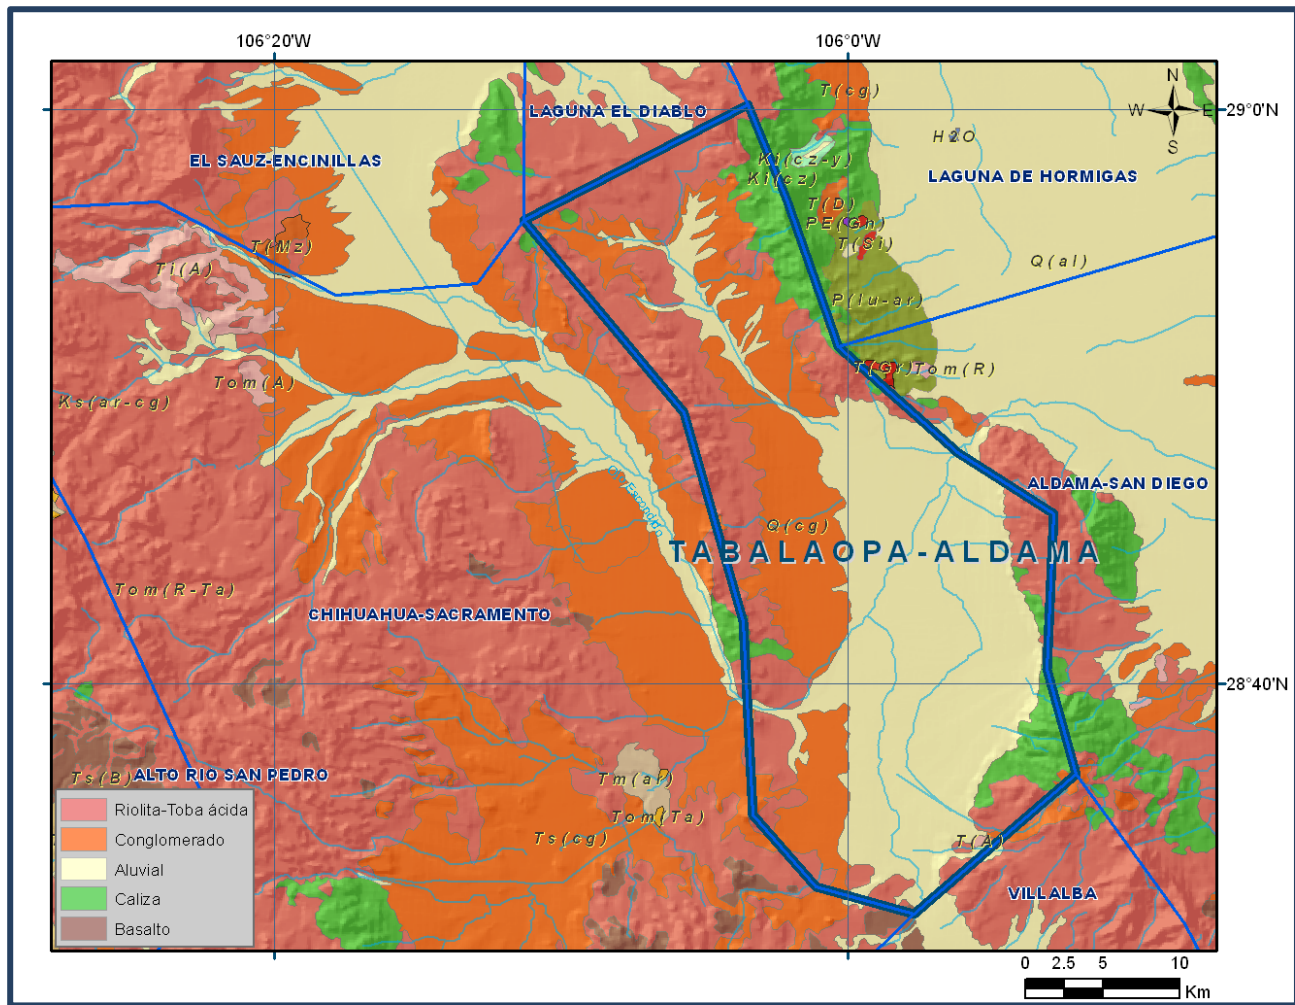 106°20'W
106°0'W
N
W E
S
29°0'N
LAGUNA EL DIABLO
T(cg)
H2O
EL SAUZ-ENCINILLAS
Ki(cz-y)
Ki(cz)
LAGUNA DE HORMIGAS
T(D)
PE(Gn)
T(Mz)
T(Si)
Ti(A)
Q(al)
P(lu-ar)
T(Gr)
Tom(R)
Tom(A)
Ks(ar-cg)
ALDAMA-SAN DIEGO
Escondido
Q(cg)
TABALAOPA-ALDAMA
Tom(R-Ta)
CHIHUAHUA-SACRAMENTO
28°40'N
Ts(B)
ALTO RIO SAN PEDRO
Tm(ar)
Tom(Ta)
Ts(cg)
T(A)
VILLALBA
Riolita-Toba ácida
Conglomerado
Aluvial
Caliza
Basalto
0 2.5 5 10
Km